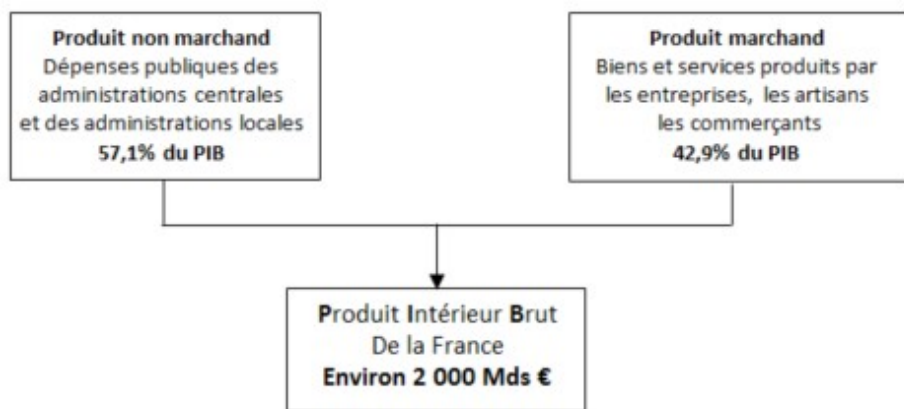 Produit non marchand
Dépenses publiques des
administrations centrales
et des administrations locales
57,1% du PIB
Produit marchand
Biens et services produits par
les entreprises, les artisans
les commerçants
42,9% du PIB
Produit Intérieur Brut
De la France
Environ 2 000 Mds €